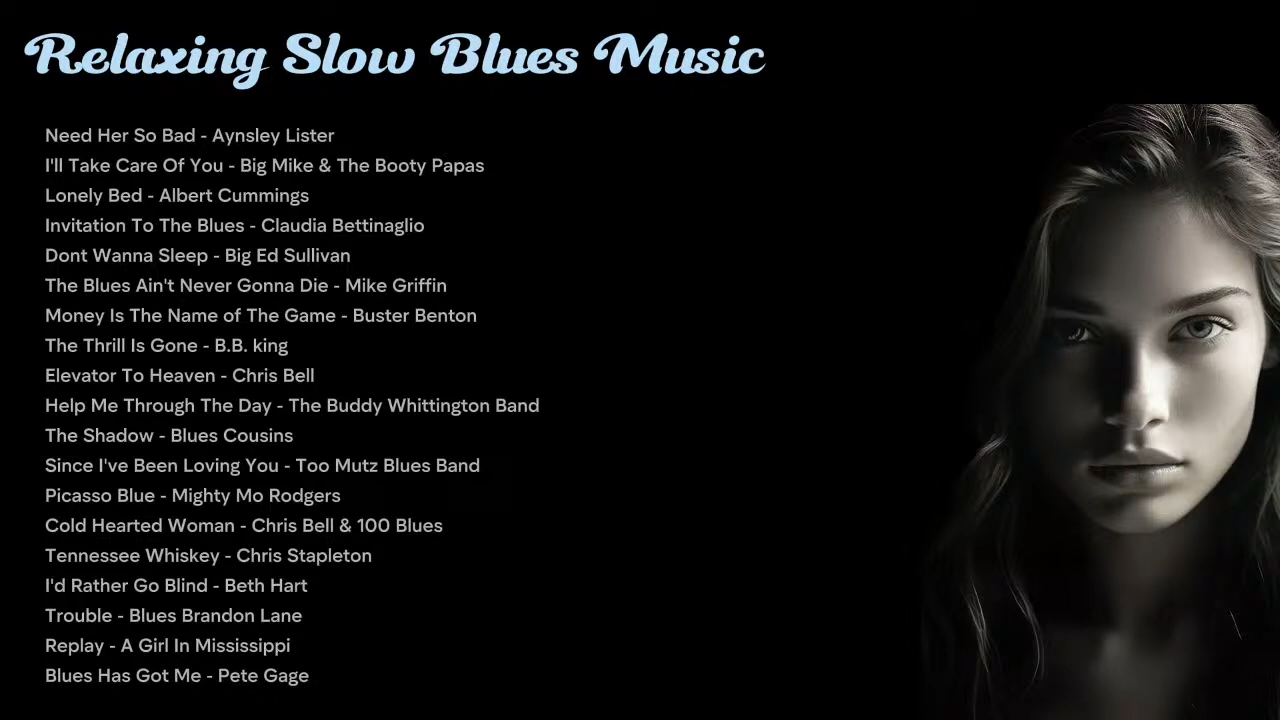 Relaxing Slow Blues Music
Need Her So Bad - Aynsley Lister
I'll Take Care Of You - Big Mike & The Booty Papas
Lonely Bed - Albert Cummings
Invitation To The Blues - Claudia Bettinaglio
Dont Wanna Sleep - Big Ed Sullivan
The Blues Ain't Never Gonna Die - Mike Griffin
Money Is The Name of The Game - Buster Benton
The Thrill Is Gone - B.B. king
Elevator To Heaven - Chris Bell
Help Me Through The Day - The Buddy Whittington Band
The Shadow - Blues Cousins
Since I've Been Loving You - Too Mutz Blues Band
Picasso Blue - Mighty Mo Rodgers
Cold Hearted Woman - Chris Bell & 100 Blues
Tennessee Whiskey - Chris Stapleton
I'd Rather Go Blind - Beth Hart
Trouble - Blues Brandon Lane
Replay - A Girl In Mississippi
Blues Has Got Me - Pete Gage